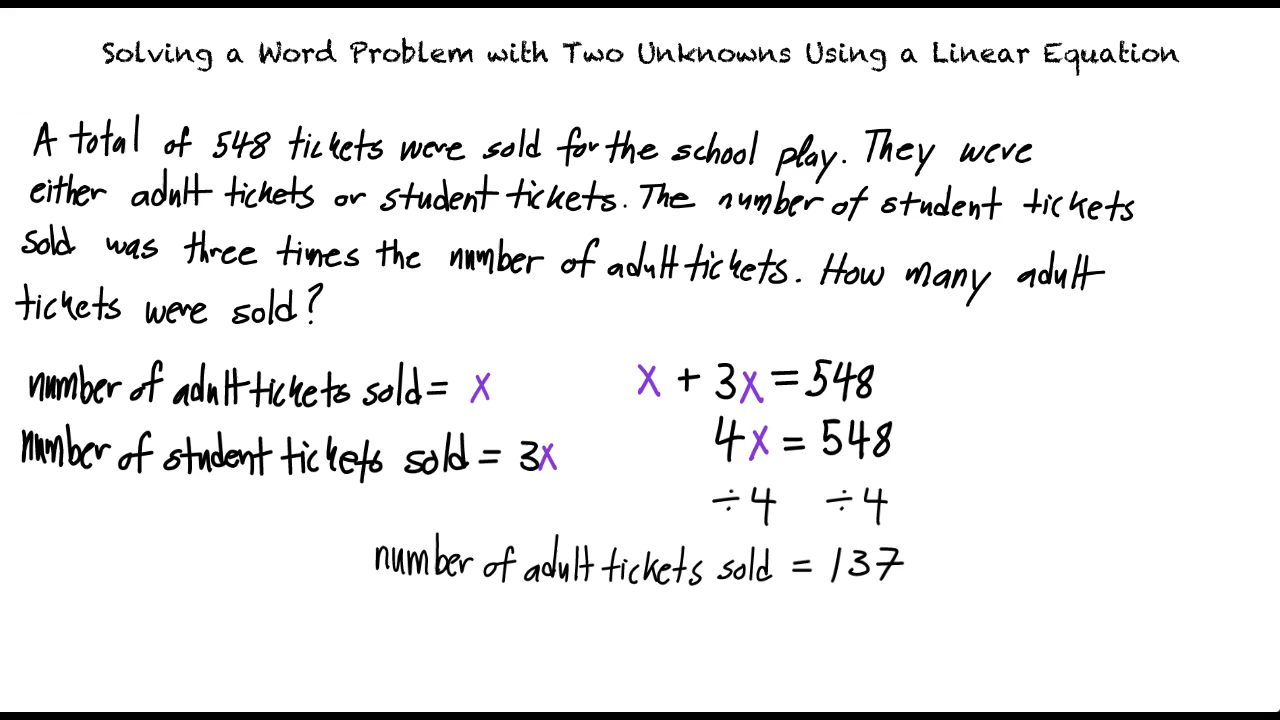 Solving a Word Problem with Two Unknowns Using a Linear Equation
A total of 548 tickets were sold for the school play. They were
either adult tickets or student tickets. The number of student tickets
sold was three times the number of adult tickets. How many adult
tickets were sold?
number of adult tickets sold = x
number of student tickets sold = 3x
x + 3x = 548
4x = 548
÷4 ÷4
number of adult tickets sold = 137